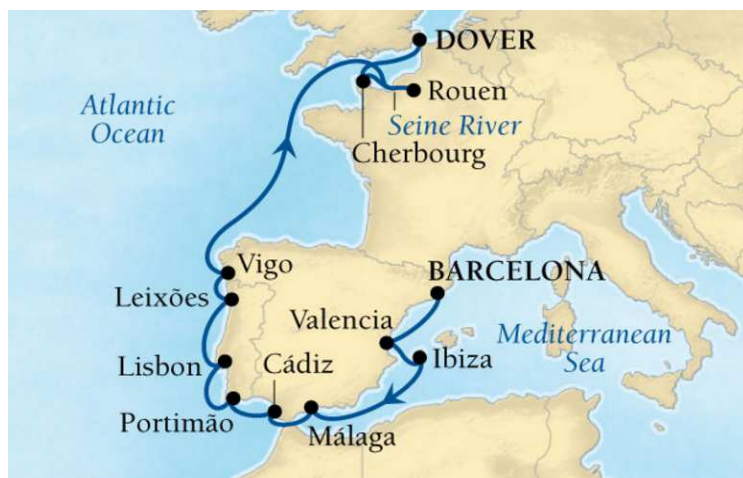 DOVER
Atlantic
Ocean
Rouen
Seine River
Cherbourg
Vigo
BARCELONA
Leixões
Valencia
Mediterranean
Sea
Ibiza
Lisbon
Cádiz
Portimão
Málaga